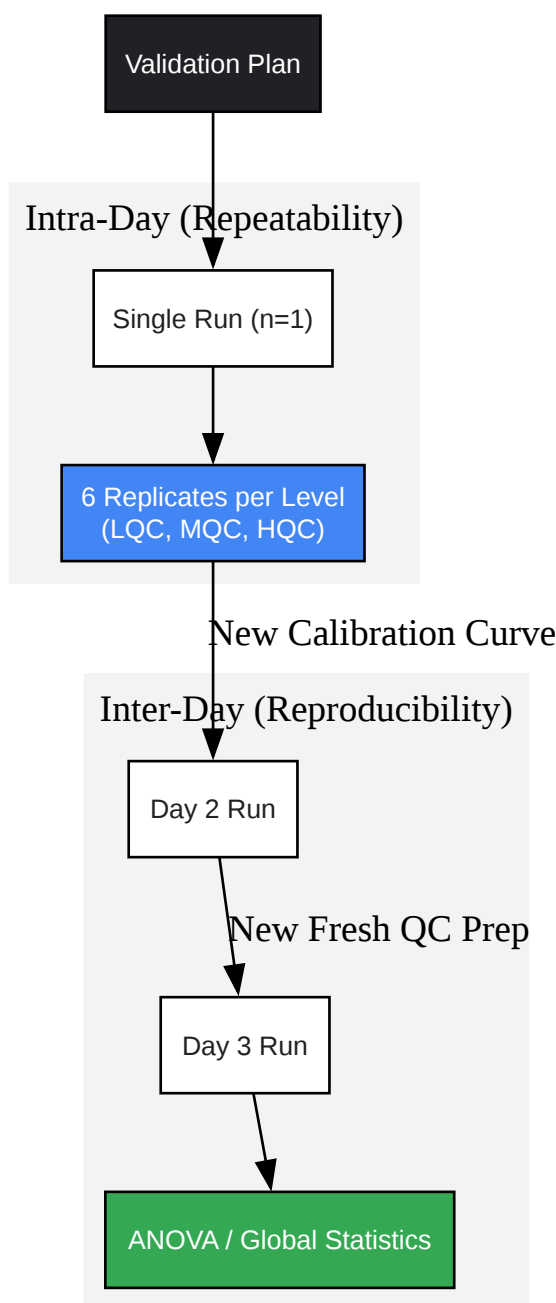 Validation Plan
Intra-Day (Repeatability)
Single Run (n=1)
6 Replicates per Level
(LQC, MQC, HQC)
New Calibration Curve
Inter-Day (Reproducibility)
Day 2 Run
New Fresh QC Prep
Day 3 Run
ANOVA / Global Statistics